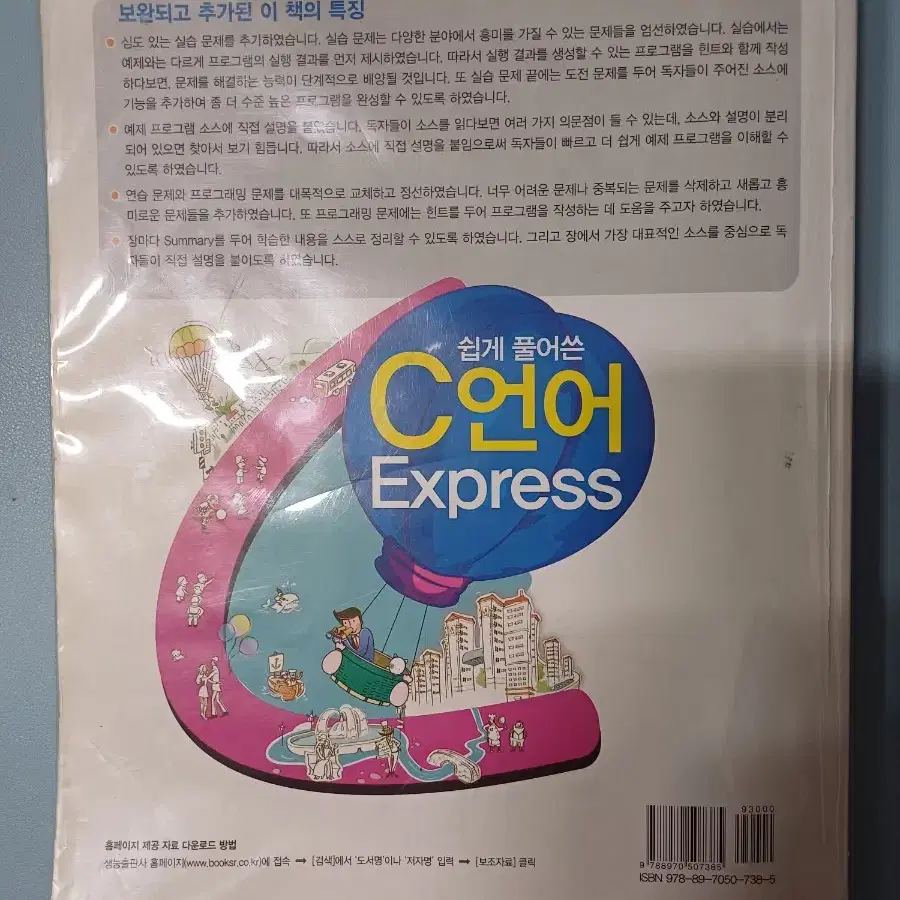 보완되고 추가된 이 책의 특징
심도 있는 실습 문제를 추가하였습니다. 실습 문제는 다양한 분야에서 흥미를 가질 수 있는 문제들을 엄선하였습니다. 실습에서는
예제와는 다르게 프로그램의 실행 결과를 먼저 제시하였습니다. 따라서 실행 결과를 생성할 수 있는 프로그램을 힌트와 함께 작성
하다보면, 문제를 해결하는 능력이 단계적으로 배양될 것입니다. 또 실습 문제 끝에는 도전 문제를 두어 독자들이 주어진 소스에
기능을 추가하여 좀 더 수준 높은 프로그램을 완성할 수 있도록 하였습니다.
예제 프로그램 소스에 직접 설명을 붙였습니다. 독자들이 소스를 읽다보면 여러 가지 의문점이 들 수 있는데, 소스와 설명이 분리
되어 있으면 찾아서 보기 힘듭니다. 따라서 소스에 직접 설명을 붙임으로써 독자들이 빠르고 더 쉽게 예제 프로그램을 이해할 수
있도록 하였습니다.
연습 문제와 프로그래밍 문제를 대폭적으로 교체하고 정선하였습니다. 너무 어려운 문제나 중복되는 문제를 삭제하고 새롭고 흥
미로운 문제들을 추가하였습니다. 또 프로그래밍 문제에는 힌트를 두어 프로그램을 작성하는 데 도움을 주고자 하였습니다.
장마다 Summary를 두어 학습한 내용을 스스로 정리할 수 있도록 하였습니다. 그리고 장에서 가장 대표적인 소스를 중심으로 독
자들이 직접 설명을 붙이도록 하였습니다.
쉽게 풀어쓴
C언어
Express
홈페이지 제공 자료 다운로드 방법
생능출판사 홈페이지(www.booksr.co.kr)에 접속 → [검색]에서 '도서명'이나 '저자명' 입력 → [보조자료] 클릭
93000
9 788970 507385
ISBN 978-89-7050-738-5